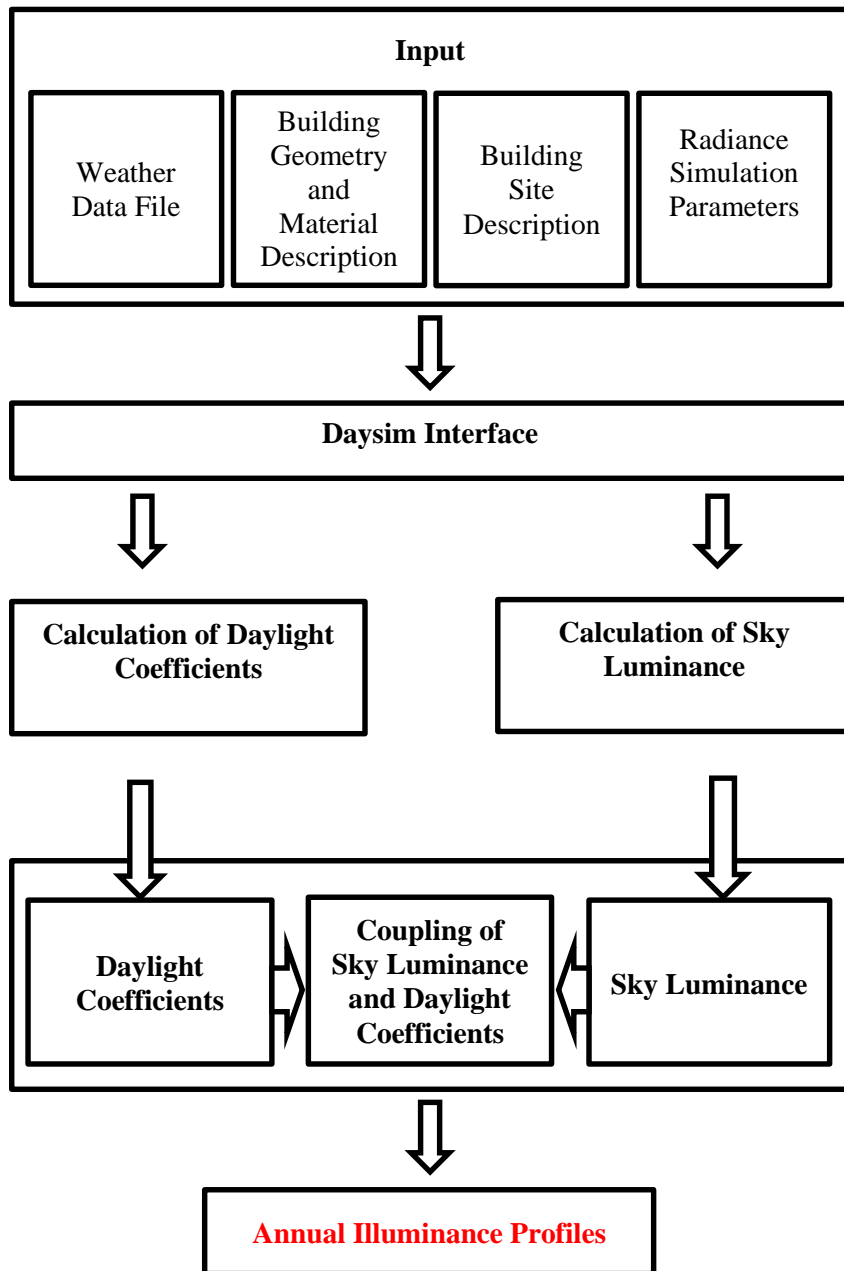 Input
Weather
Data File
Building
Geometry
and
Material
Description
Building
Site
Description
Radiance
Simulation
Parameters
Daysim Interface
Calculation of Daylight
Coefficients
Calculation of Sky
Luminance
Daylight
Coefficients
Coupling of
Sky Luminance
and Daylight
Coefficients
Sky Luminance
Annual Illuminance Profiles